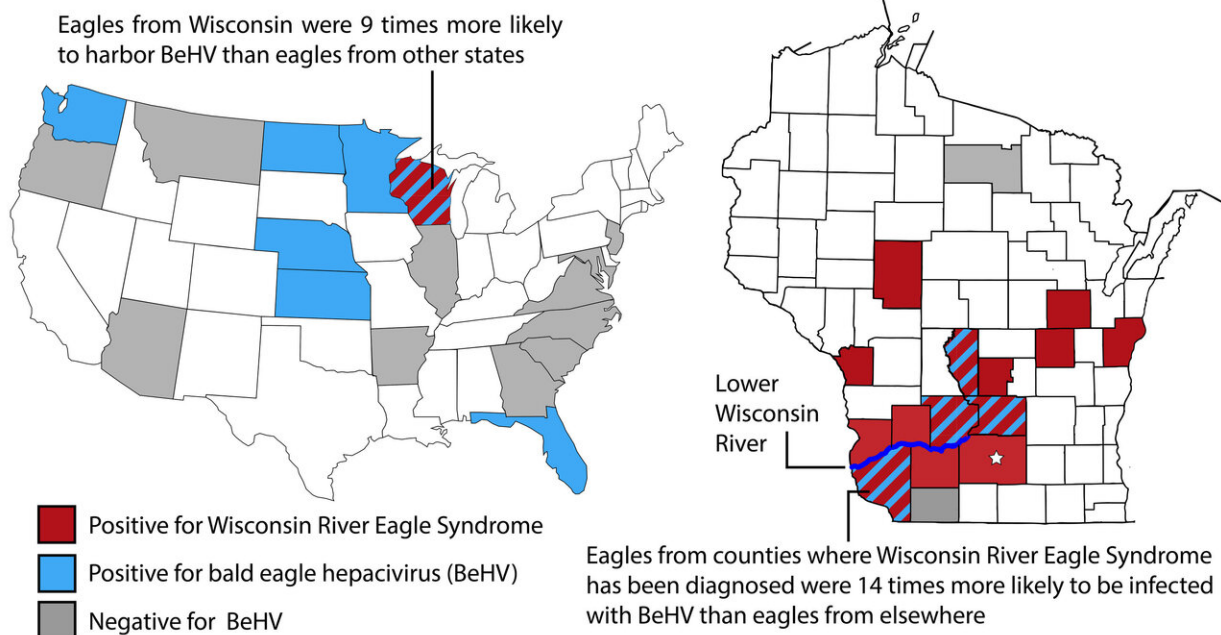 Eagles from Wisconsin were 9 times more likely
to harbor BeHV than eagles from other states
Lower
Wisconsin
River
Positive for Wisconsin River Eagle Syndrome
Positive for bald eagle hepacivirus (BeHV)
Negative for BeHV
Eagles from counties where Wisconsin River Eagle Syndrome
has been diagnosed were 14 times more likely to be infected
with BeHV than eagles from elsewhere